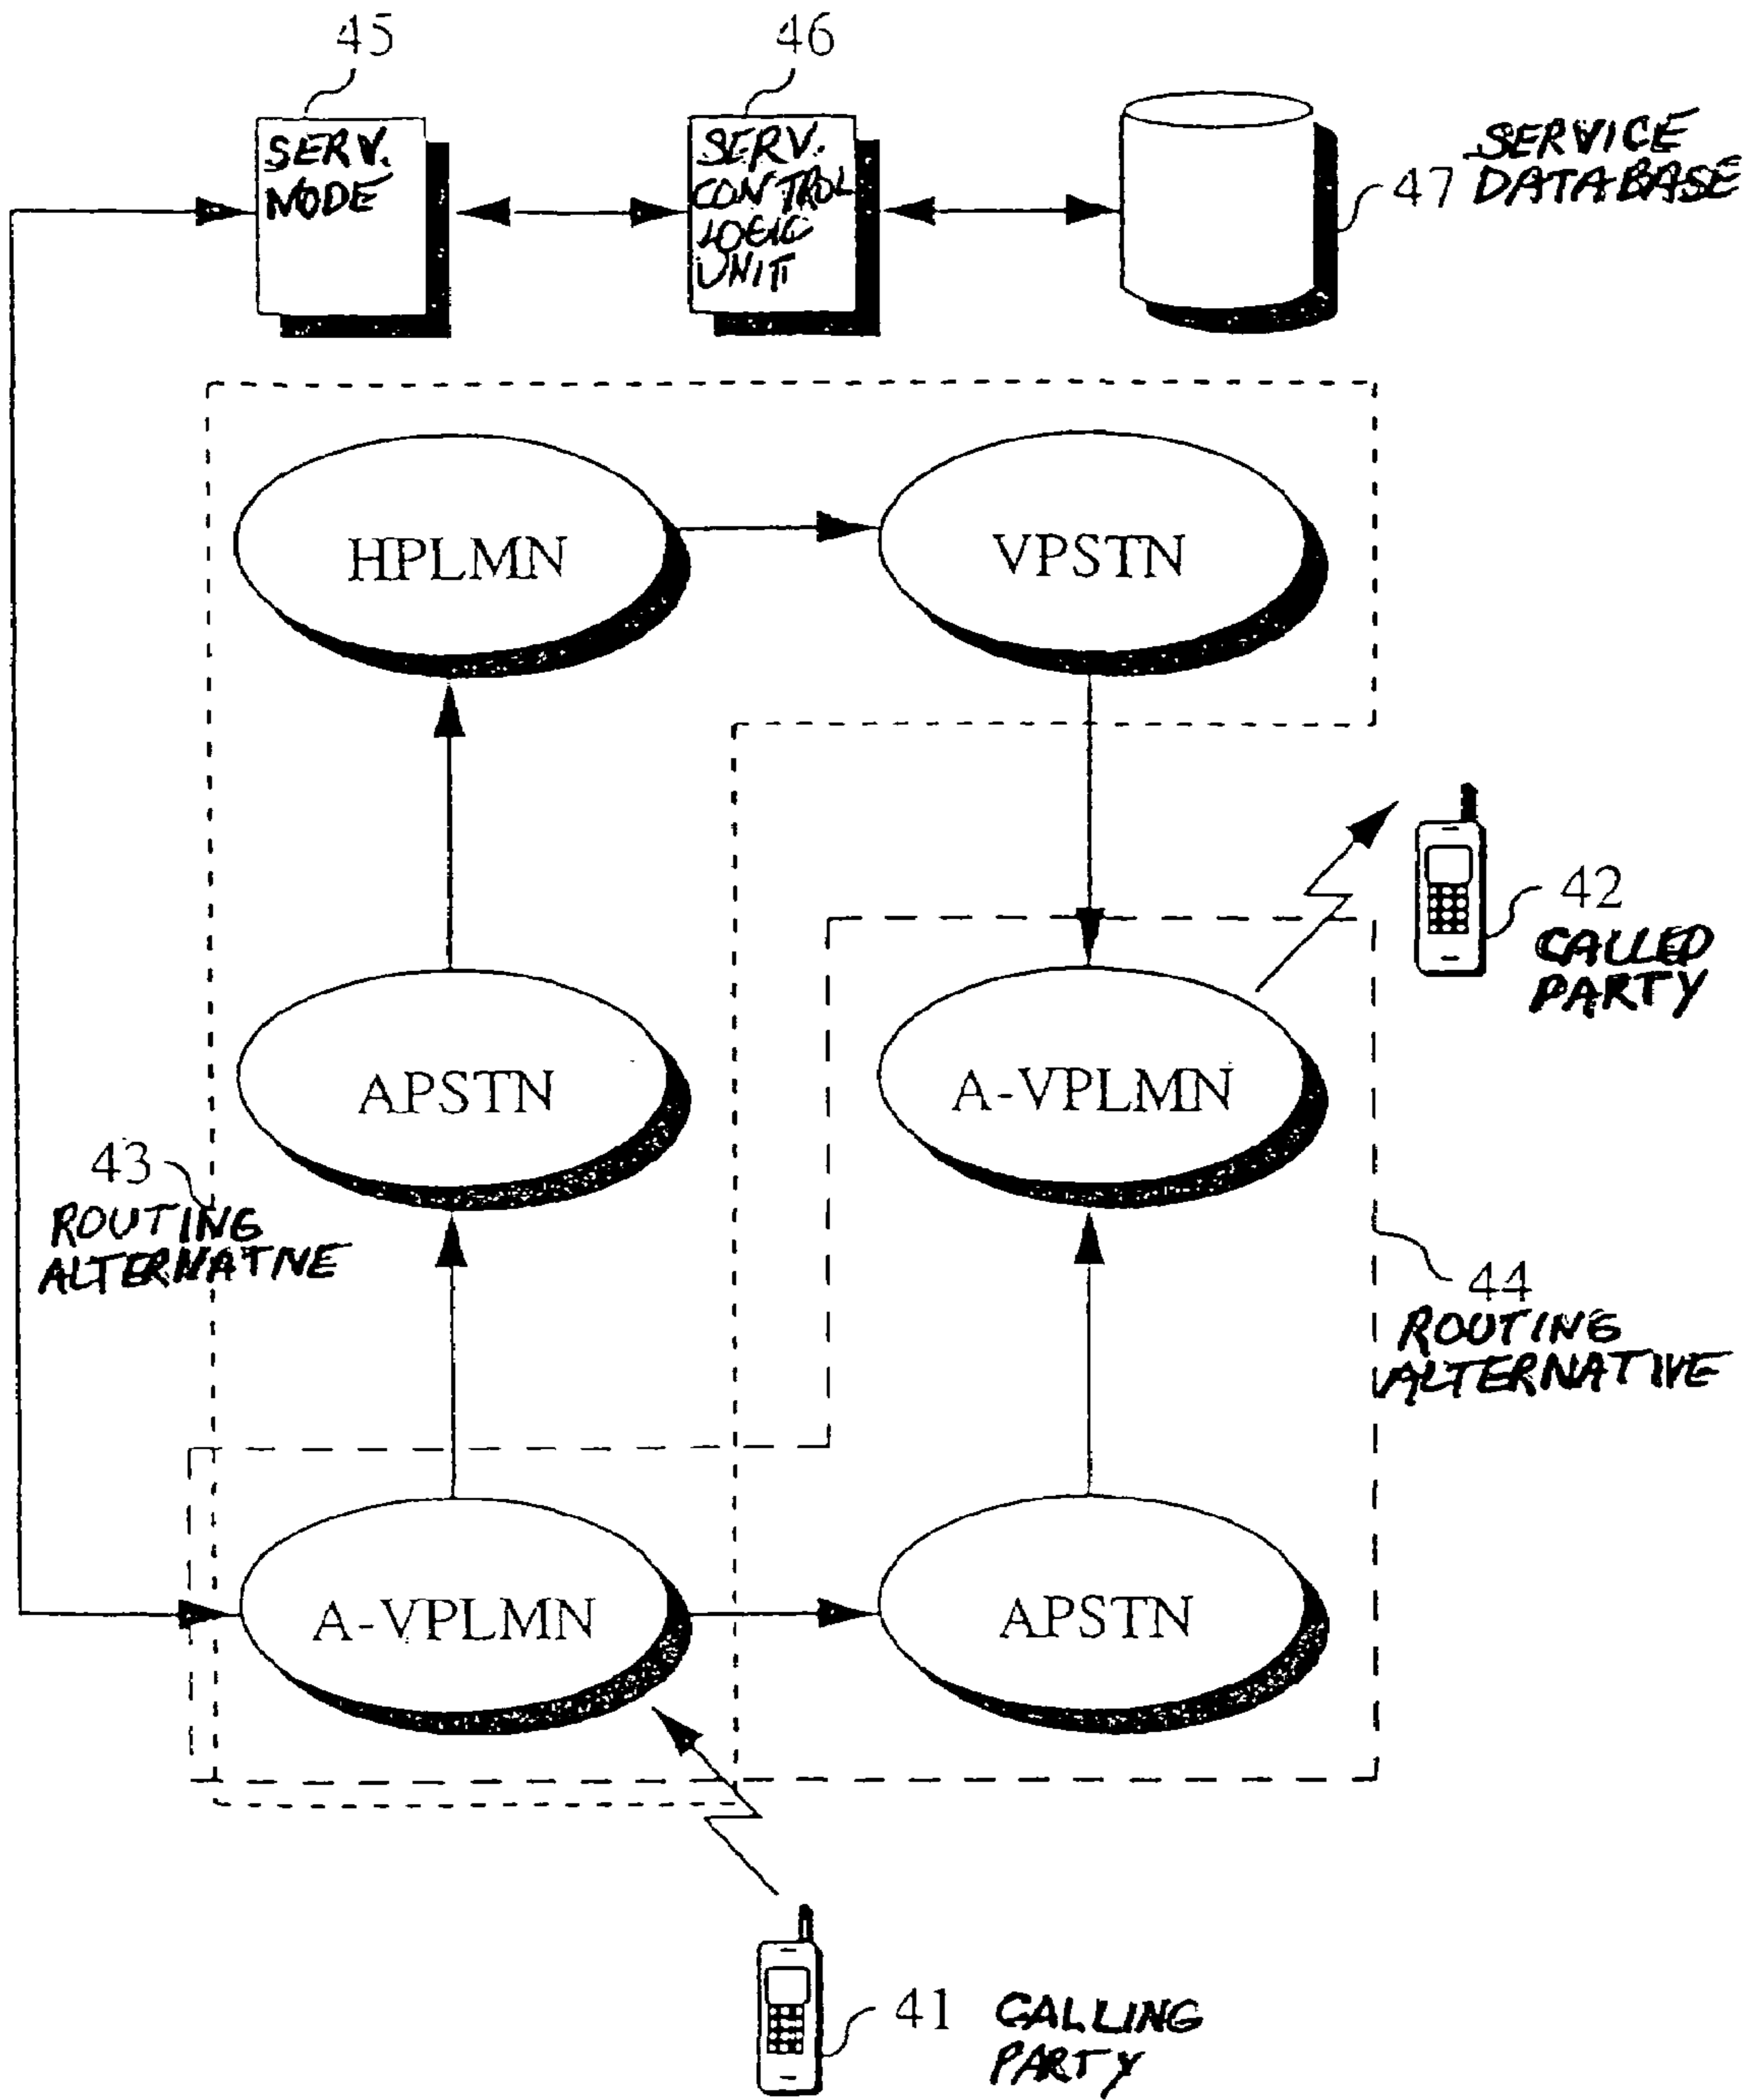 45
46
SERV.
NODE
SERV.
CONTROL
LOGIC
UNIT
47 SERVICE
DATABASE
HPLMN
VPSTN
42
CALLED
PARTY
APSTN
A-VPLMN
43
ROUTING
ALTERNATIVE
44
ROUTING
ALTERNATIVE
A-VPLMN
APSTN
41 CALLING
PARTY